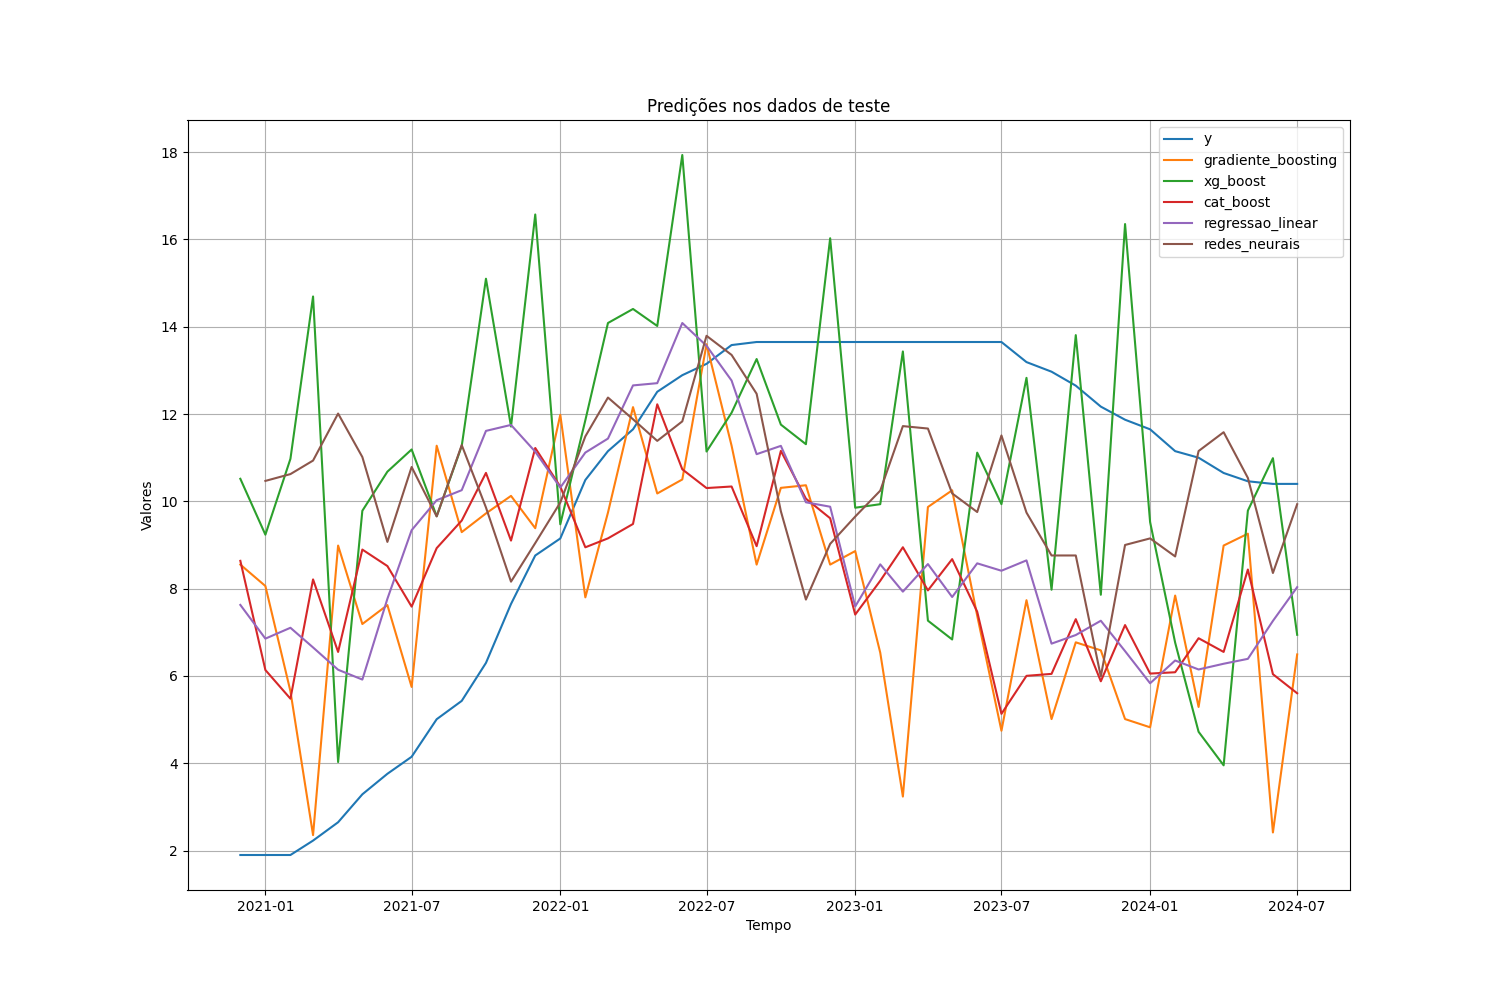 Predições nos dados de teste
y
gradiente_boosting
xg_boost
cat_boost
regressao_linear
redes_neurais
18
16
14
12
10
8
6
4
2
Valores
2021-01 2021-07 2022-01 2022-07 2023-01 2023-07 2024-01 2024-07
Tempo